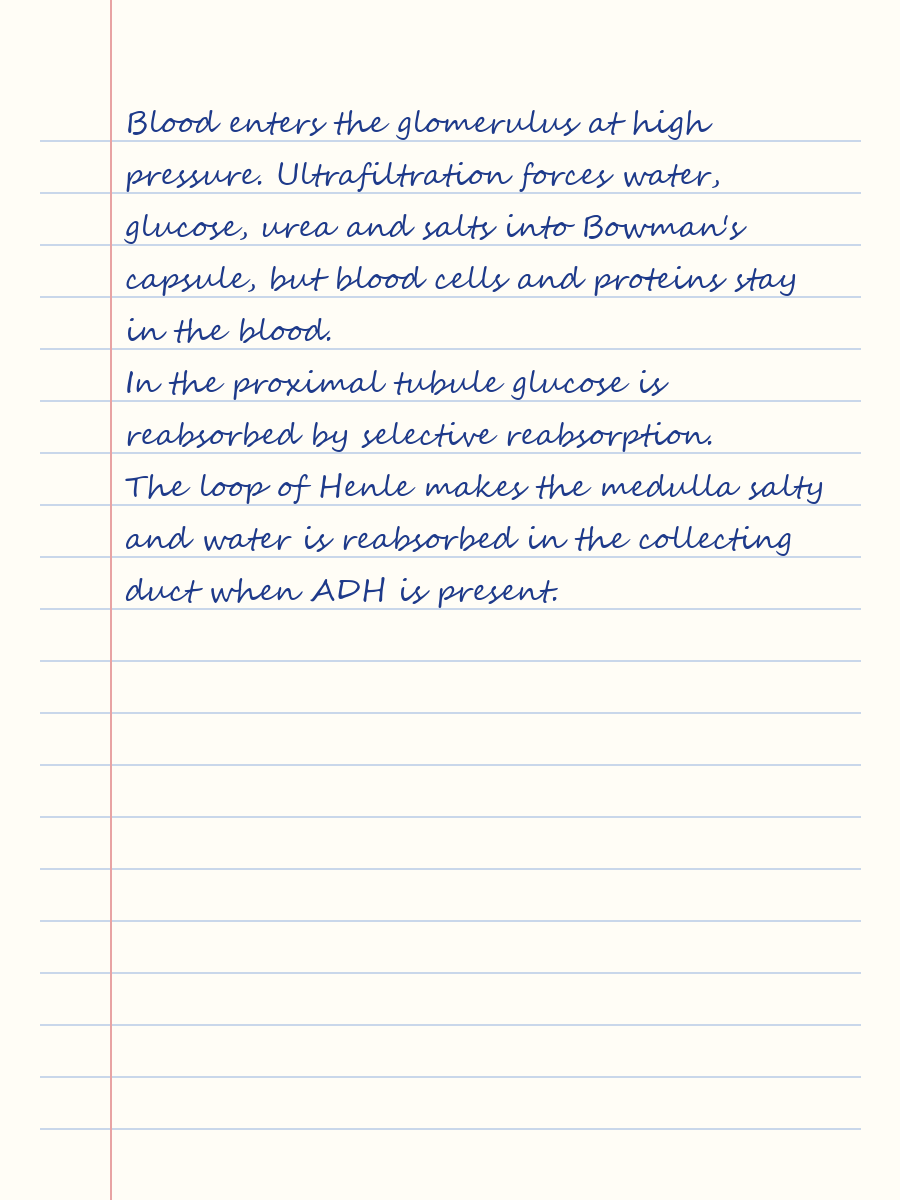 Blood enters the glomerulus at high
pressure. Ultrafiltration forces water,
glucose, urea and salts into Bowman's
capsule, but blood cells and proteins stay
in the blood.
In the proximal tubule glucose is
reabsorbed by selective reabsorption.
The loop of Henle makes the medulla salty
and water is reabsorbed in the collecting
duct when ADH is present.